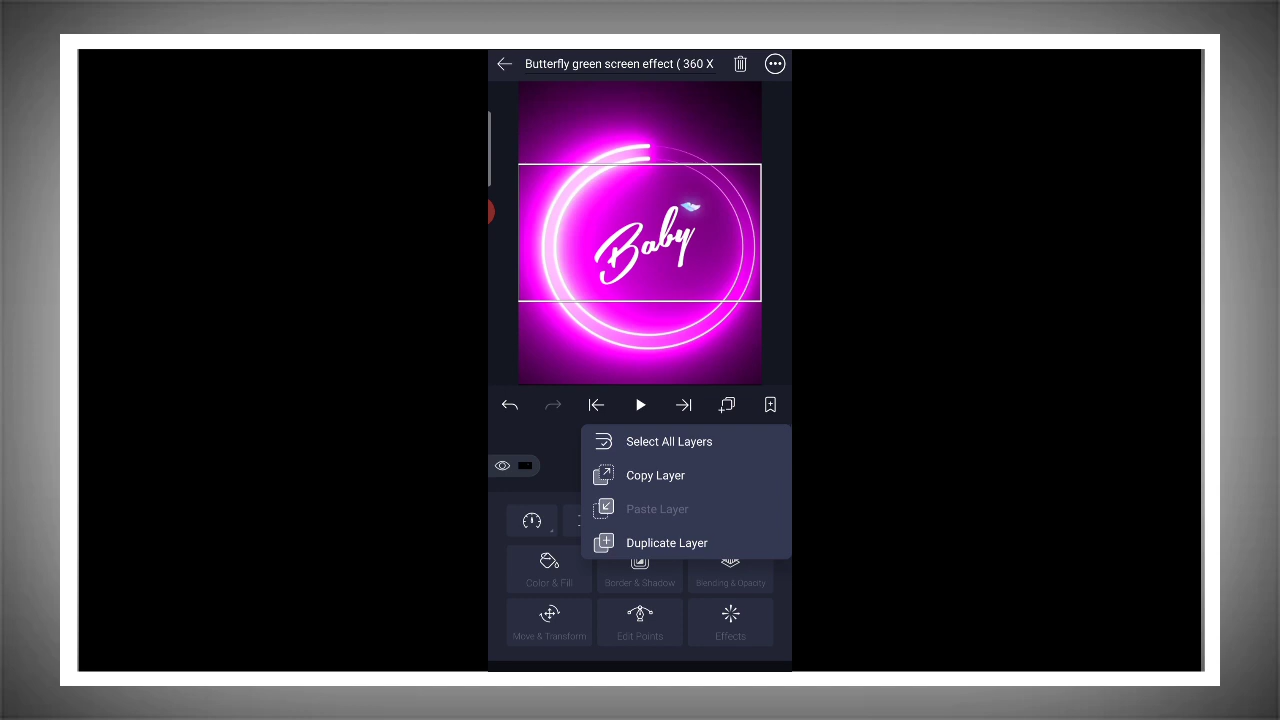 Butterfly green screen effect ( 360 X
Baby
Select All Layers
Copy Layer
Paste Layer
Duplicate Layer
Color & Fill
Border & Shadow
Blending & Opacity
Move & Transform
Edit Points
Effects